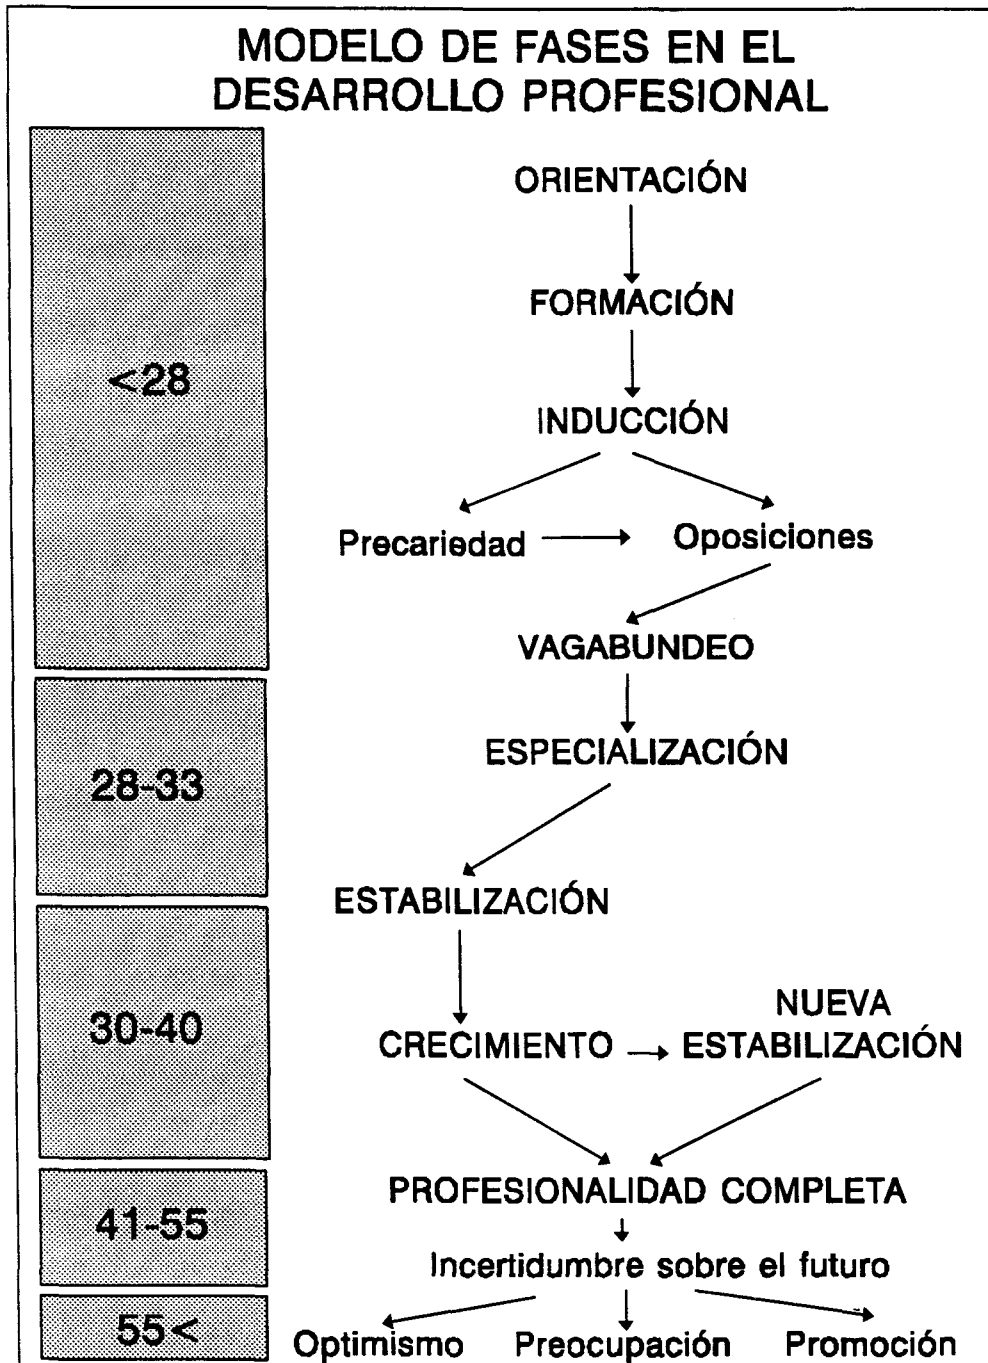 MODELO DE FASES EN EL
DESARROLLO PROFESIONAL
<28
ORIENTACIÓN
FORMACIÓN
INDUCCIÓN
Precariedad
Oposiciones
VAGABUNDEO
28-33
ESPECIALIZACIÓN
ESTABILIZACIÓN
30-40
CRECIMIENTO
NUEVA
ESTABILIZACIÓN
41-55
PROFESIONALIDAD COMPLETA
Incertidumbre sobre el futuro
55<
Optimismo
Preocupación
Promoción